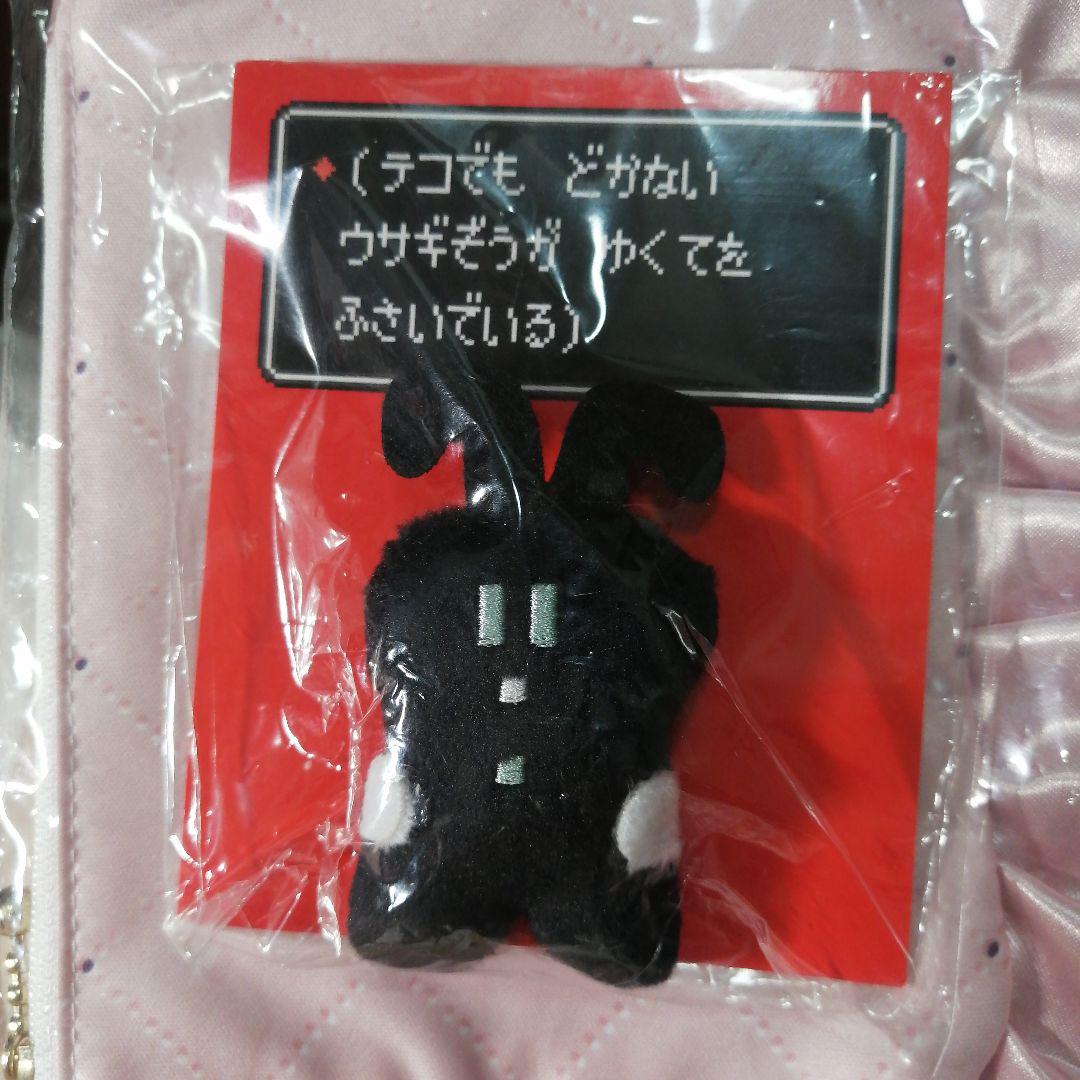 (テコでも どかない
ウサギぞうが ゆくてを
ふさいでいる)